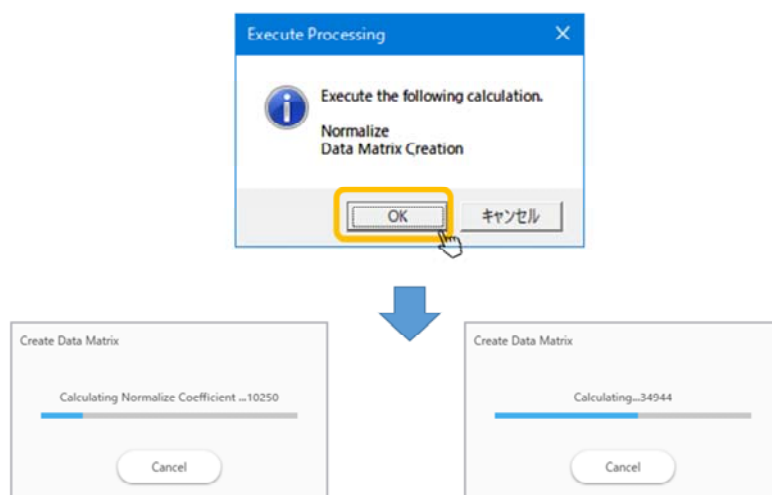 Execute Processing
Execute the following calculation.
Normalize
Data Matrix Creation
OK
キャンセル
Create Data Matrix
Calculating Normalize Coefficient ...10250
Cancel
Create Data Matrix
Calculating...34944
Cancel